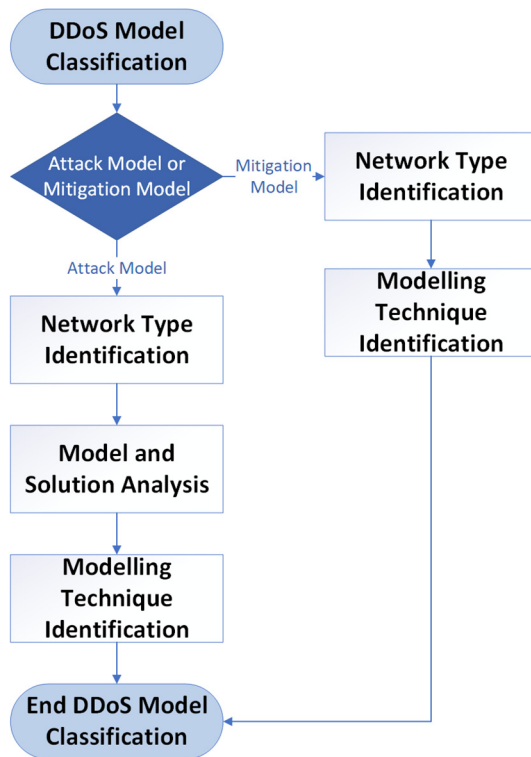 DDoS Model
Classification
Attack Model or
Mitigation Model
Mitigation
Model
Network Type
Identification
Attack Model
Modelling
Technique
Identification
Network Type
Identification
Model and
Solution Analysis
Modelling
Technique
Identification
End DDoS Model
Classification